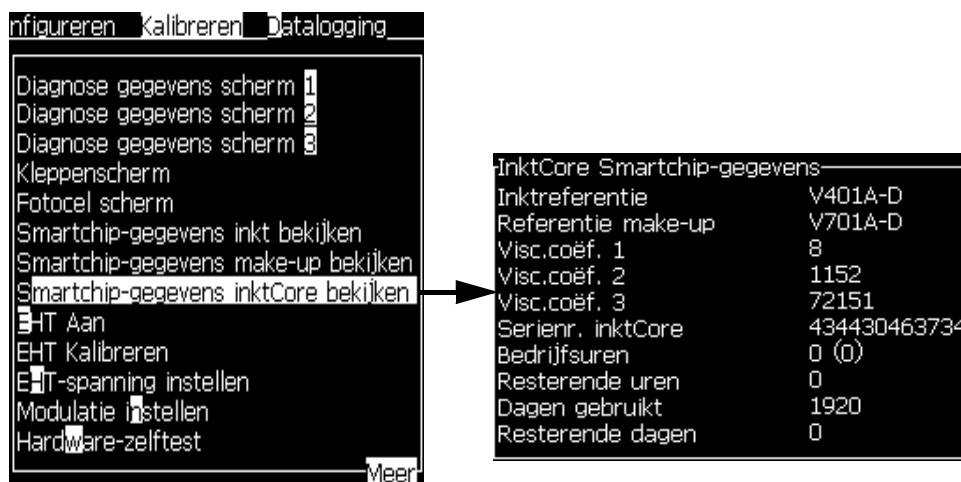 nfigureren Kalibreren Datalogging
Diagnose gegevens scherm 1
Diagnose gegevens scherm 2
Diagnose gegevens scherm 3
Kleppenscherm
Fotocel scherm
Smartchip-gegevens inkt bekijken
Smartchip-gegevens make-up bekijken
Smartchip-gegevens inktCore bekijken
EHT Aan
EHT Kalibreren
EHT-spanning instellen
Modulatie instellen
Hardware-zelftest
Meer
InktCore Smartchip-gegevens
Inktreferentie V401A-D
Referentie make-up V701A-D
Visc.coëf. 1 8
Visc.coëf. 2 1152
Visc.coëf. 3 72151
Serienr. inktCore 434430463734
Bedrijfsuren 0 (0)
Resterende uren 0
Dagen gebruikt 1920
Resterende dagen 0